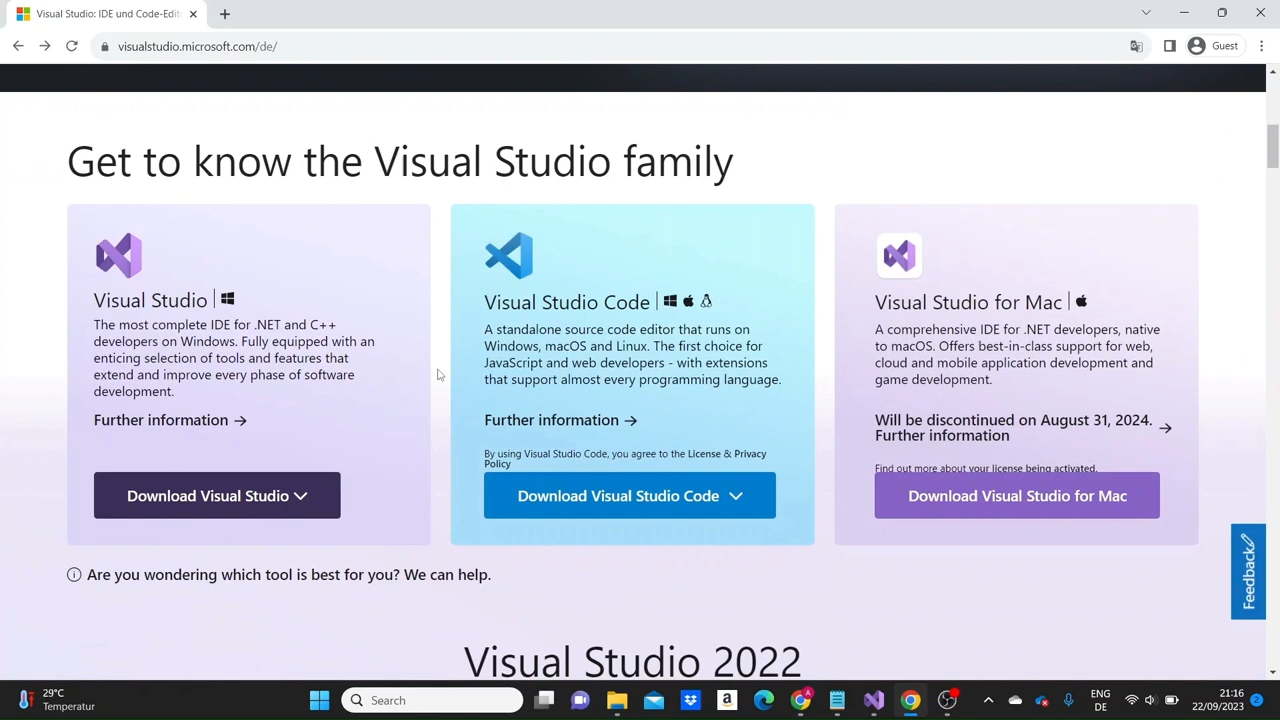 Visual Studio: IDE und Code-Edit
visualstudio.microsoft.com/de/
Guest
Get to know the Visual Studio family
Visual Studio
The most complete IDE for .NET and C++
developers on Windows. Fully equipped with an
enticing selection of tools and features that
extend and improve every phase of software
development.
Further information →
Download Visual Studio
Visual Studio Code
A standalone source code editor that runs on
Windows, macOS and Linux. The first choice for
JavaScript and web developers - with extensions
that support almost every programming language.
Further information →
By using Visual Studio Code, you agree to the License & Privacy
Policy
Download Visual Studio Code
Visual Studio for Mac
A comprehensive IDE for .NET developers, native
to macOS. Offers best-in-class support for web,
cloud and mobile application development and
game development.
Will be discontinued on August 31, 2024.
Further information →
Find out more about your license being activated.
Download Visual Studio for Mac
Are you wondering which tool is best for you? We can help.
Feedback
Visual Studio 2022
29°C
Temperatur
Search
ENG
DE
21:16
22/09/2023
2